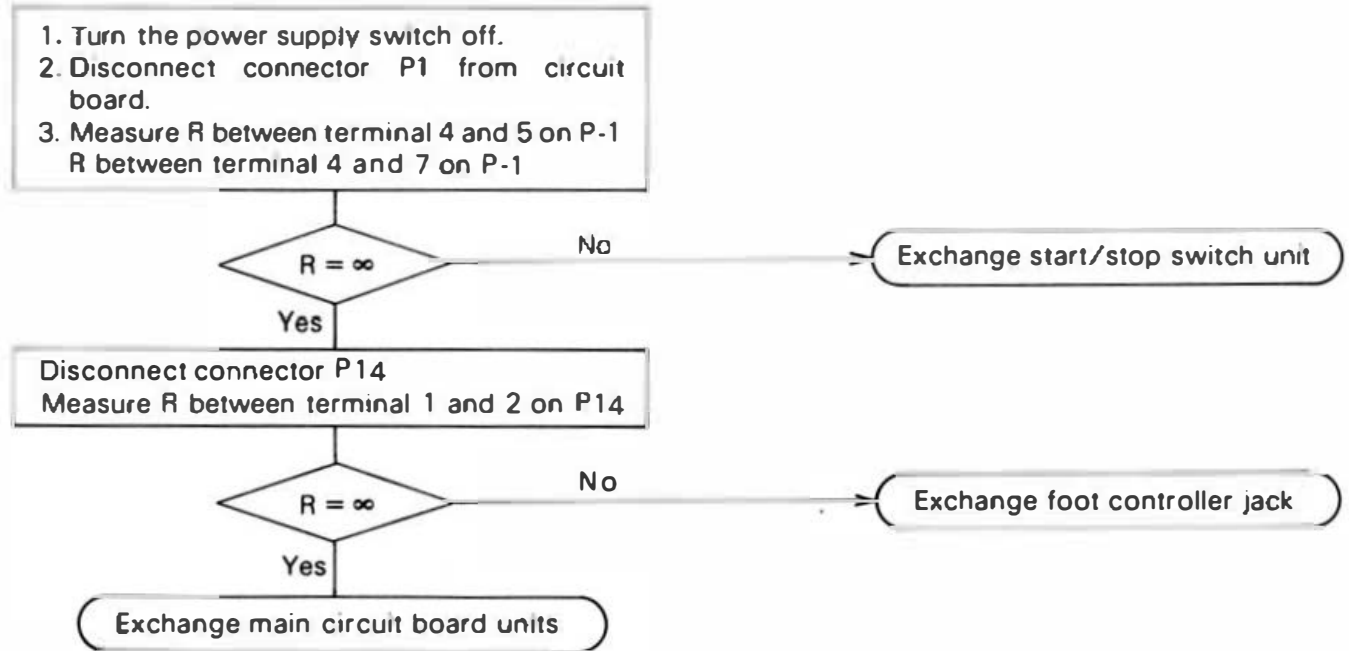 1. Turn the power supply switch off.
2. Disconnect connector P1 from circuit
board.
3. Measure R between terminal 4 and 5 on P-1
R between terminal 4 and 7 on P-1
R = ∞
No
Exchange start/stop switch unit
Yes
Disconnect connector P14
Measure R between terminal 1 and 2 on P14
R = ∞
No
Exchange foot controller jack
Yes
Exchange main circuit board units